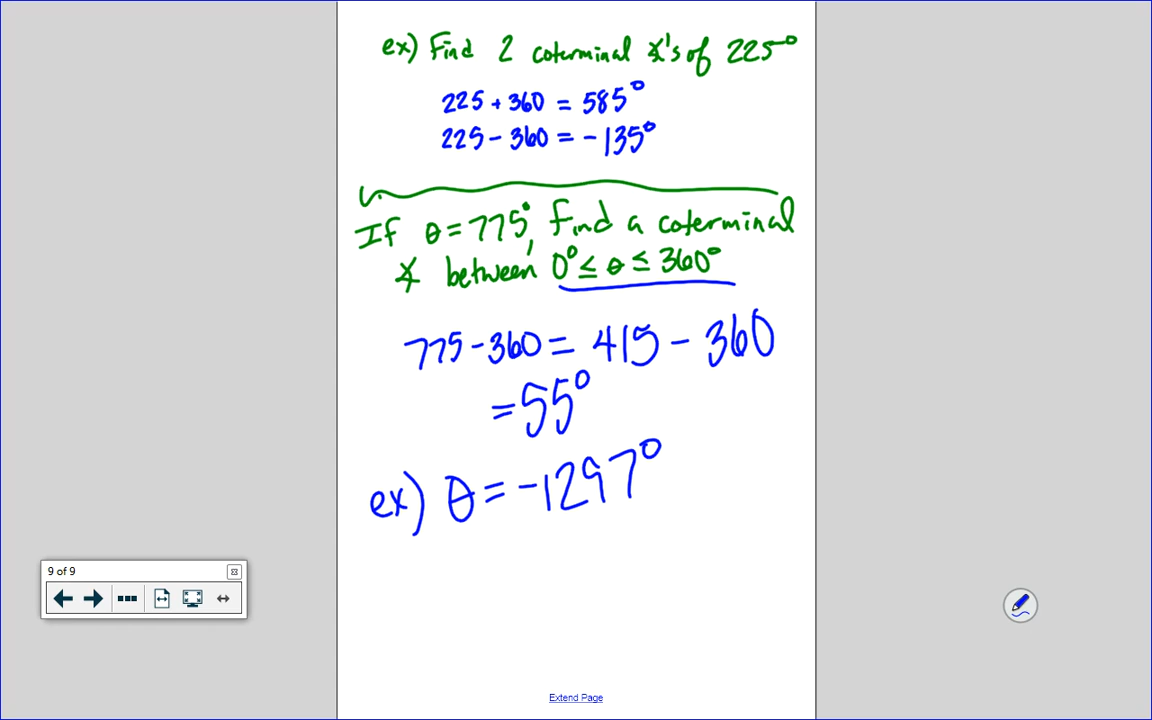 ex) Find 2 coterminal ∡'s of 225°
225 + 360 = 585°
225 - 360 = -135°
If θ = 775°, find a coterminal
∡ between 0° ≤ θ ≤ 360°
775 - 360 = 415 - 360
= 55°
ex) θ = -1297°
9 of 9
Extend Page